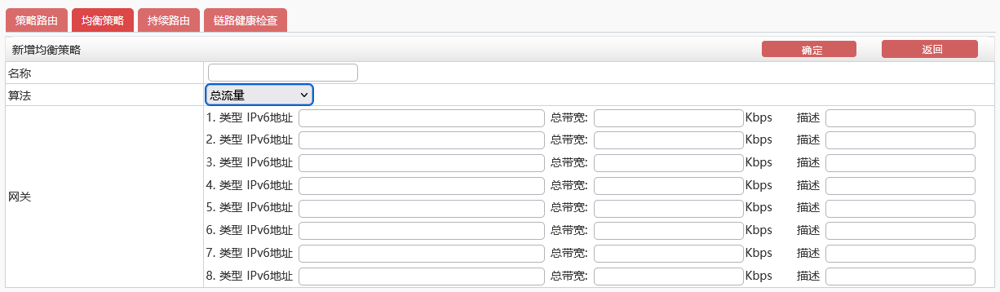 策略路由 均衡策略 持续路由 链路健康检查
新增均衡策略 确定 返回
名称
算法 总流量
1. 类型 IPv6地址 总带宽: Kbps 描述
2. 类型 IPv6地址 总带宽: Kbps 描述
3. 类型 IPv6地址 总带宽: Kbps 描述
4. 类型 IPv6地址 总带宽: Kbps 描述
网关
5. 类型 IPv6地址 总带宽: Kbps 描述
6. 类型 IPv6地址 总带宽: Kbps 描述
7. 类型 IPv6地址 总带宽: Kbps 描述
8. 类型 IPv6地址 总带宽: Kbps 描述